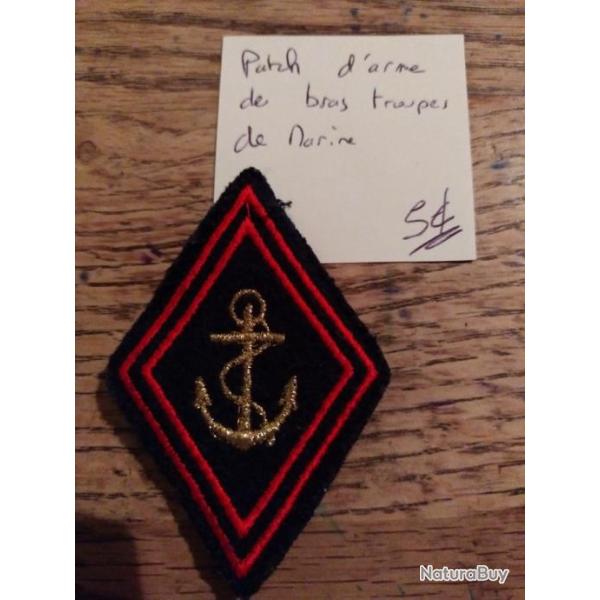 Patch d'arme
de bras troupes
de Marine
5€
NaturaBuy